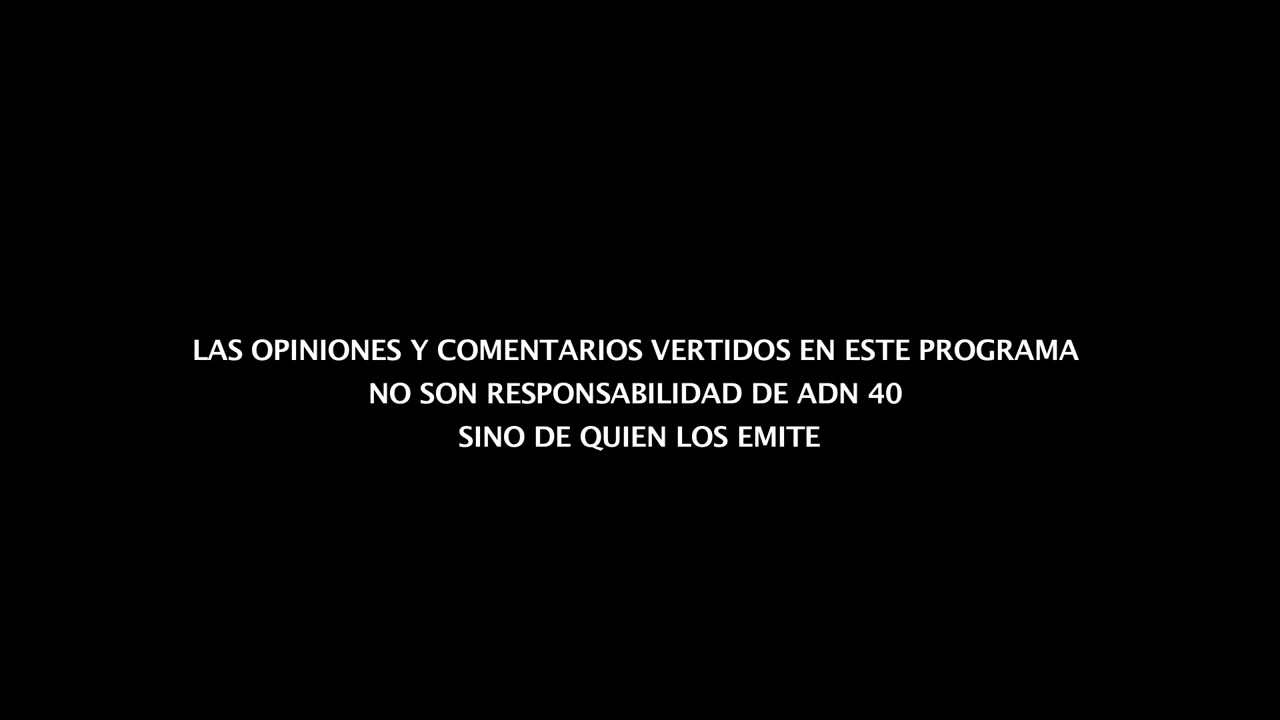 LAS OPINIONES Y COMENTARIOS VERTIDOS EN ESTE PROGRAMA
NO SON RESPONSABILIDAD DE ADN 40
SINO DE QUIEN LOS EMITE